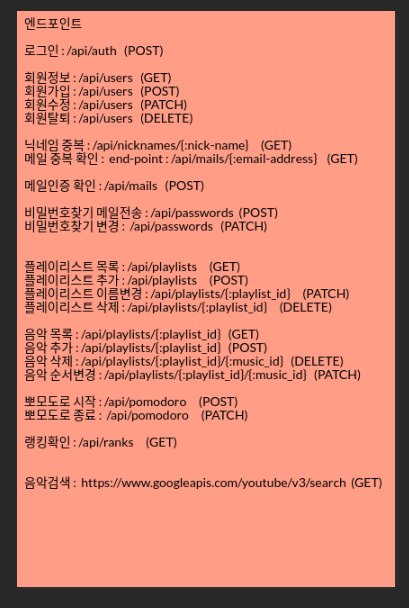 엔드포인트
로그인 : /api/auth (POST)
회원정보 : /api/users (GET)
회원가입 : /api/users (POST)
회원수정 : /api/users (PATCH)
회원탈퇴 : /api/users (DELETE)
닉네임 중복 : /api/nicknames/{:nick-name} (GET)
메일 중복 확인 : end-point : /api/mails/{:email-address} (GET)
메일인증 확인 : /api/mails (POST)
비밀번호찾기 메일전송 : /api/passwords (POST)
비밀번호찾기 변경 : /api/passwords (PATCH)
플레이리스트 목록 : /api/playlists (GET)
플레이리스트 추가 : /api/playlists (POST)
플레이리스트 이름변경 : /api/playlists/{:playlist_id} (PATCH)
플레이리스트 삭제 : /api/playlists/{:playlist_id} (DELETE)
음악 목록 : /api/playlists/{:playlist_id} (GET)
음악 추가 : /api/playlists/{:playlist_id} (POST)
음악 삭제 : /api/playlists/{:playlist_id}/{:music_id} (DELETE)
음악 순서변경 : /api/playlists/{:playlist_id}/{:music_id} (PATCH)
뽀모도로 시작 : /api/pomodoro (POST)
뽀모도로 종료 : /api/pomodoro (PATCH)
랭킹확인 : /api/ranks (GET)
음악검색 : https://www.googleapis.com/youtube/v3/search (GET)